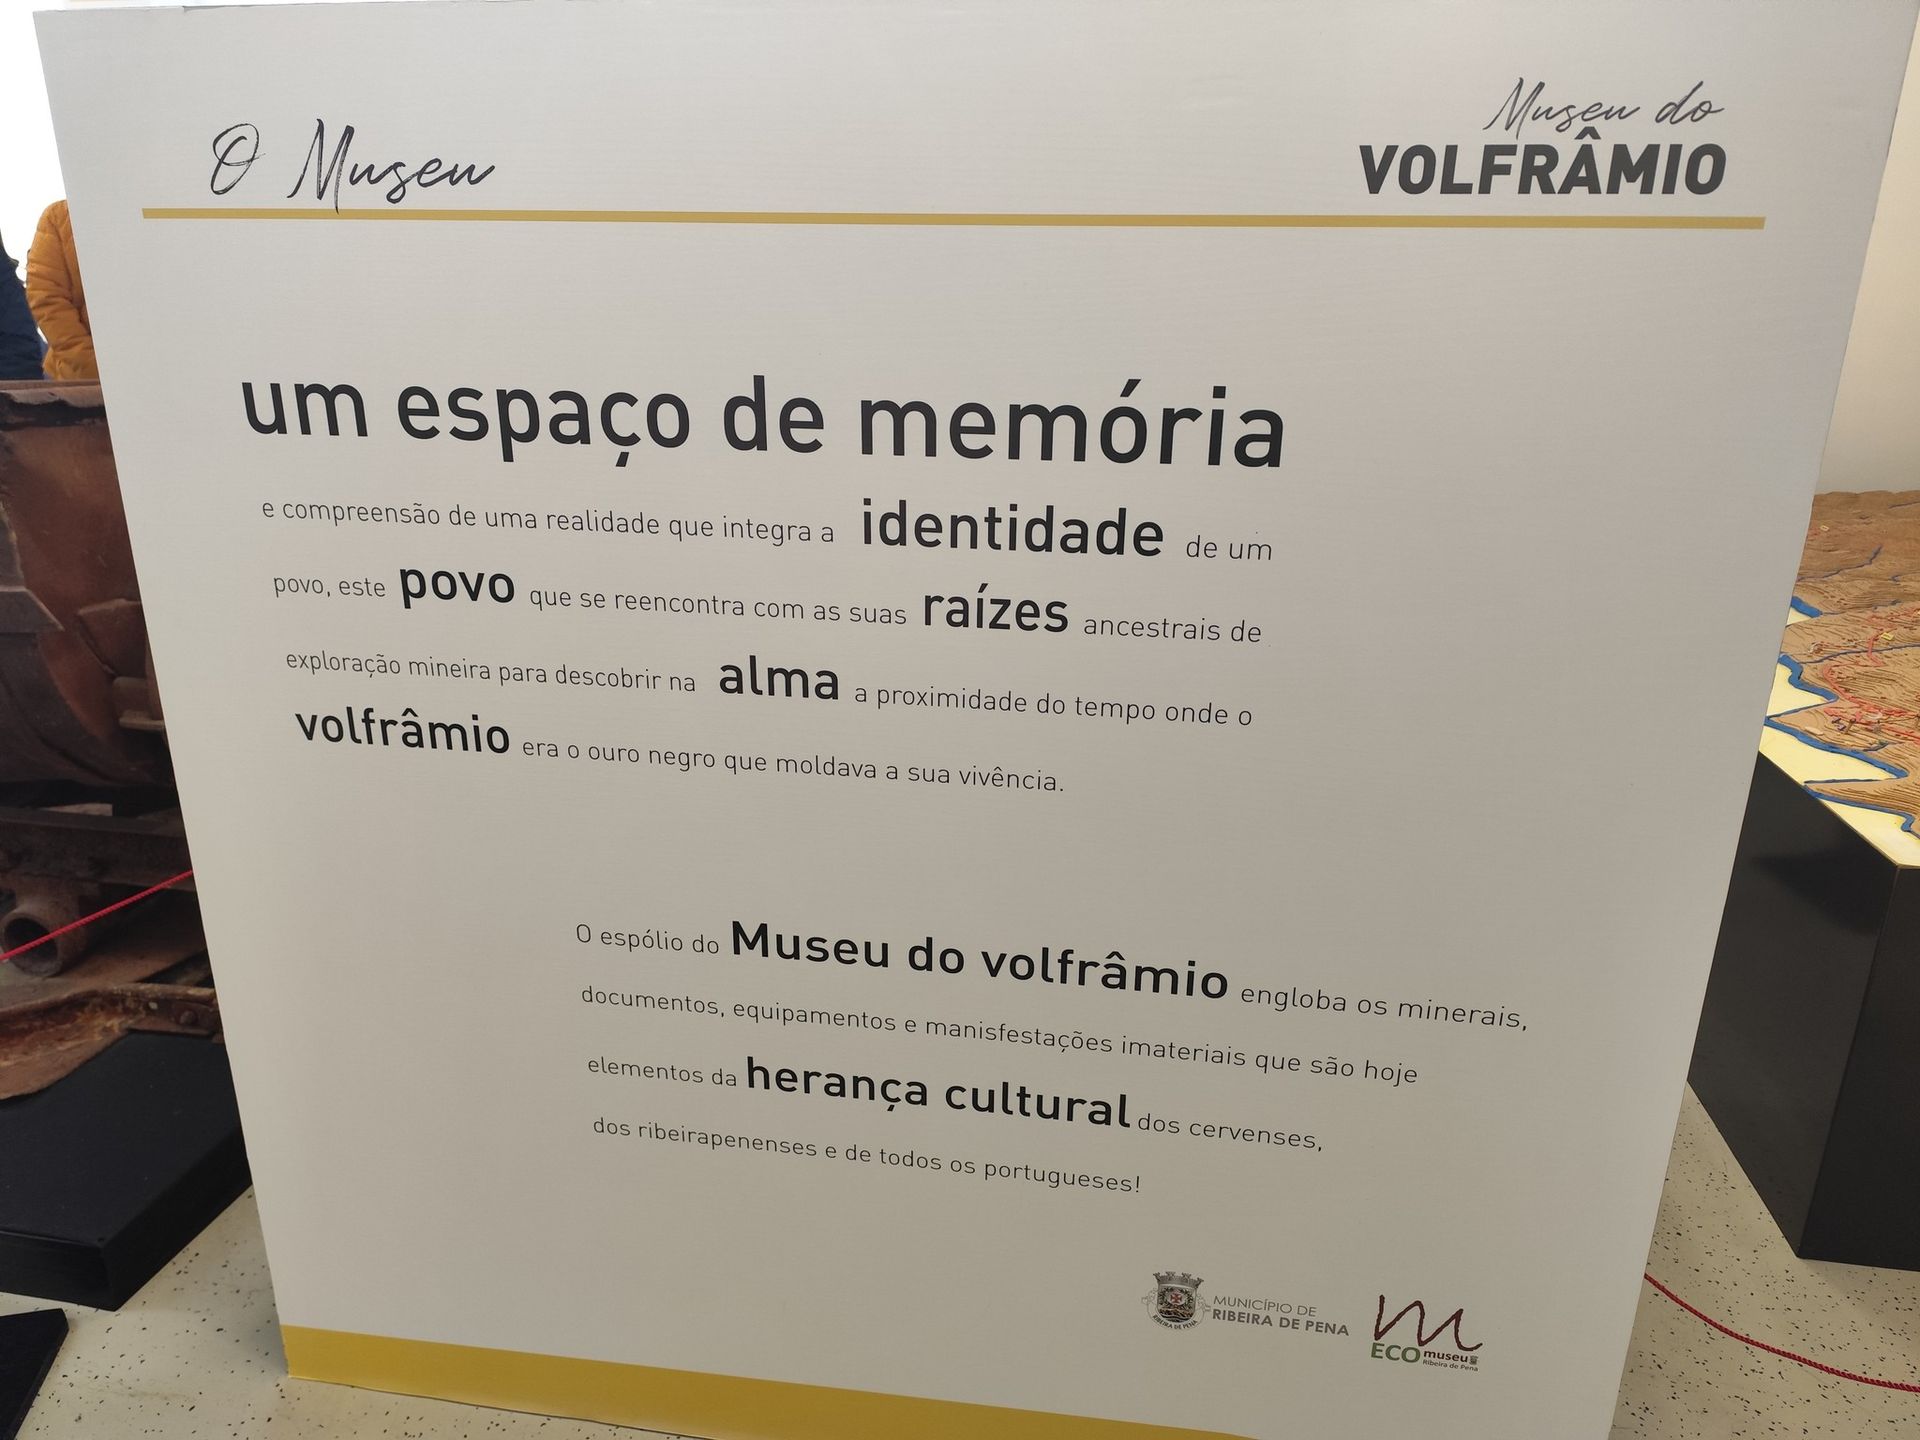 O Museu
Museu do
VOLFRÂMIO
um espaço de memória
e compreensão de uma realidade que integra a identidade de um
povo, este povo que se reencontra com as suas raízes ancestrais de
exploração mineira para descobrir na alma a proximidade do tempo onde o
volfrâmio era o ouro negro que moldava a sua vivência.
O espólio do Museu do volfrâmio engloba os minerais,
documentos, equipamentos e manisfestações imateriais que são hoje
elementos da herança cultural dos cervenses,
dos ribeirapenenses e de todos os portugueses!
RIBEIRA DE PENA
MUNICÍPIO DE
RIBEIRA DE PENA
m
ECO museu
Ribeira de Pena